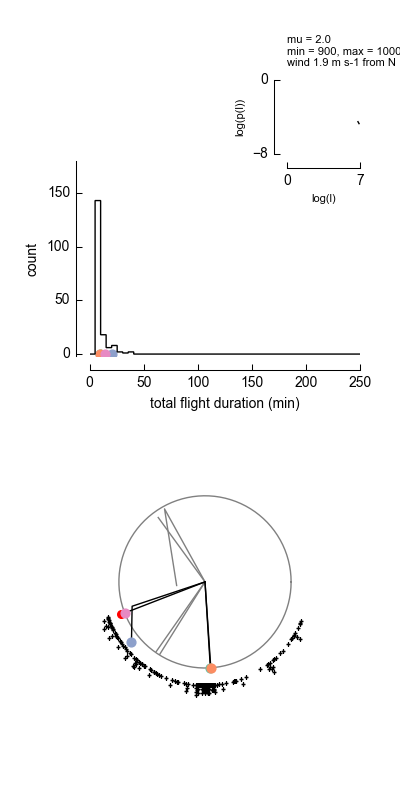 mu = 2.0
min = 900, max = 1000
wind 1.9 m s-1 from N
0
log(p(l))
−8
0
7
log(l)
150
100
50
0
count
0
50
100
150
200
250
total flight duration (min)